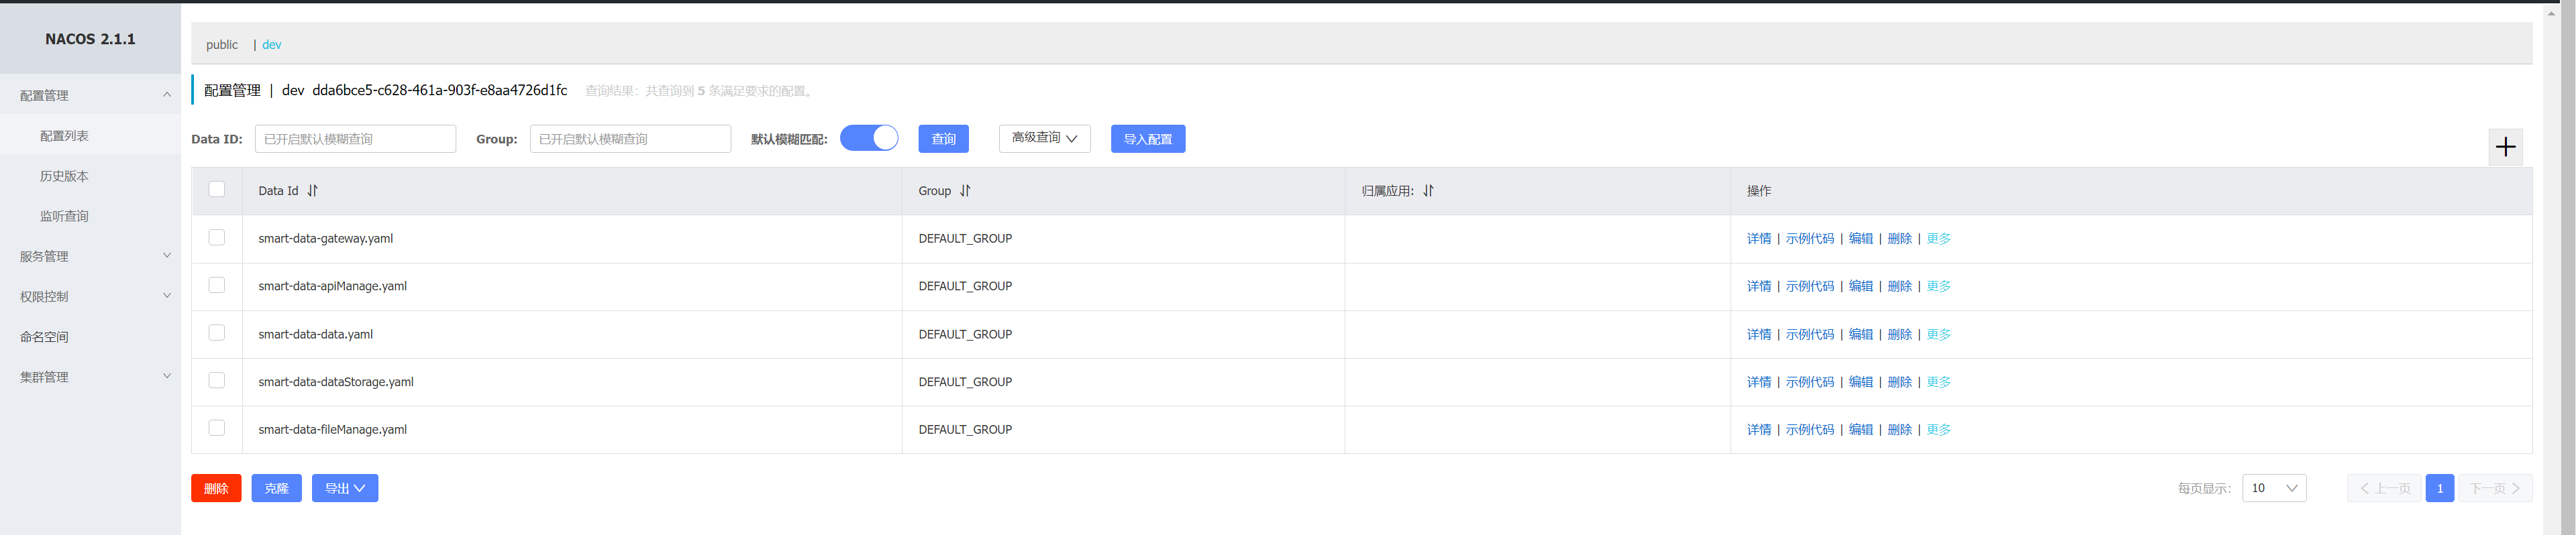 NACOS 2.1.1
配置管理
配置列表
历史版本
监听查询
服务管理
权限控制
命名空间
集群管理
public | dev
配置管理 | dev dda6bce5-c628-461a-903f-e8aa4726d1fc 查询结果：共查询到 5 条满足要求的配置。
Data ID: 已开启默认模糊查询 Group: 已开启默认模糊查询 默认模糊匹配: 查询 高级查询 导入配置
Data Id Group 归属应用: 操作
smart-data-gateway.yaml DEFAULT_GROUP 详情 | 示例代码 | 编辑 | 删除 | 更多
smart-data-apiManage.yaml DEFAULT_GROUP 详情 | 示例代码 | 编辑 | 删除 | 更多
smart-data-data.yaml DEFAULT_GROUP 详情 | 示例代码 | 编辑 | 删除 | 更多
smart-data-dataStorage.yaml DEFAULT_GROUP 详情 | 示例代码 | 编辑 | 删除 | 更多
smart-data-fileManage.yaml DEFAULT_GROUP 详情 | 示例代码 | 编辑 | 删除 | 更多
删除 克隆 导出 每页显示: 10 上一页 1 下一页